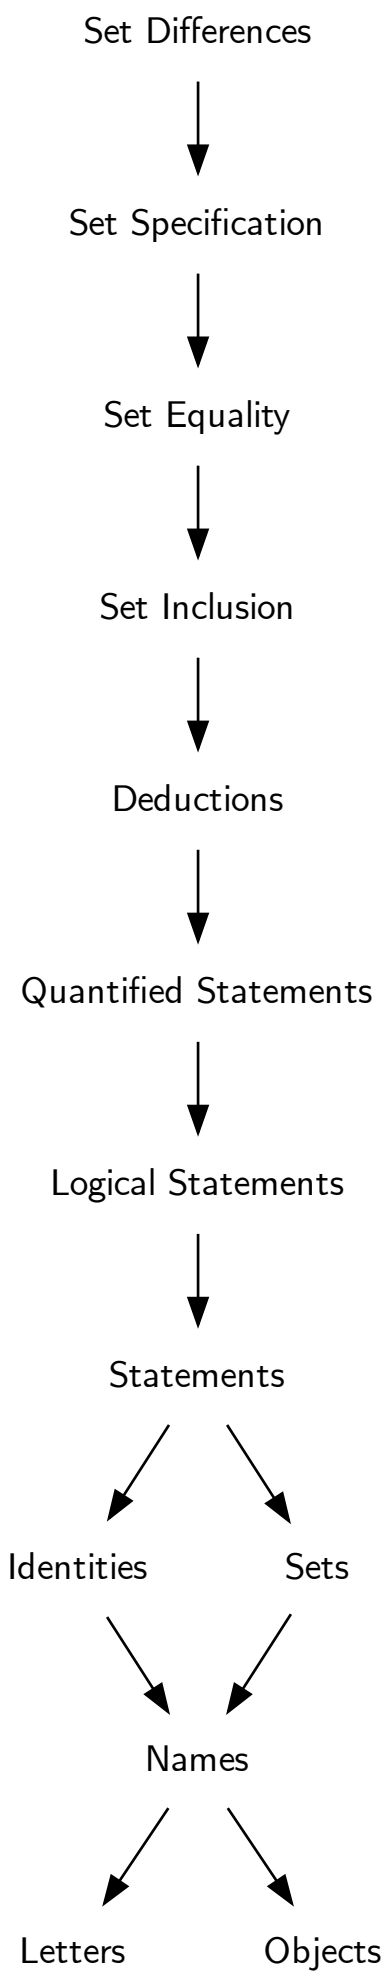 Set Differences
Set Specification
Set Equality
Set Inclusion
Deductions
Quantified Statements
Logical Statements
Statements
Identities
Sets
Names
Letters
Objects